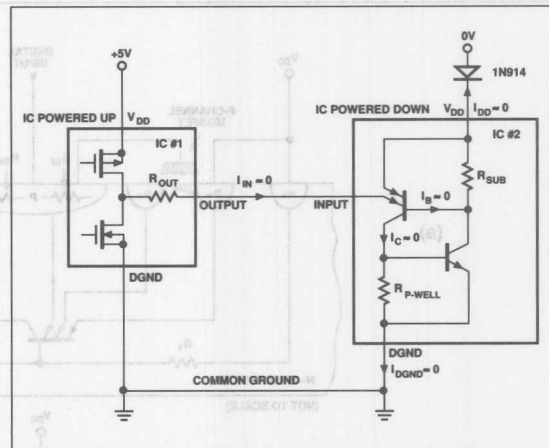 +5V
0V
1N914
IC POWERED UP
V_DD
IC POWERED DOWN
V_DD
I_DD≈0
IC #1
IC #2
R_OUT
I_IN≈0
R_SUB
OUTPUT
INPUT
I_B≈0
I_C≈0
R_P-WELL
DGND
DGND
I_DGND≈0
COMMON GROUND